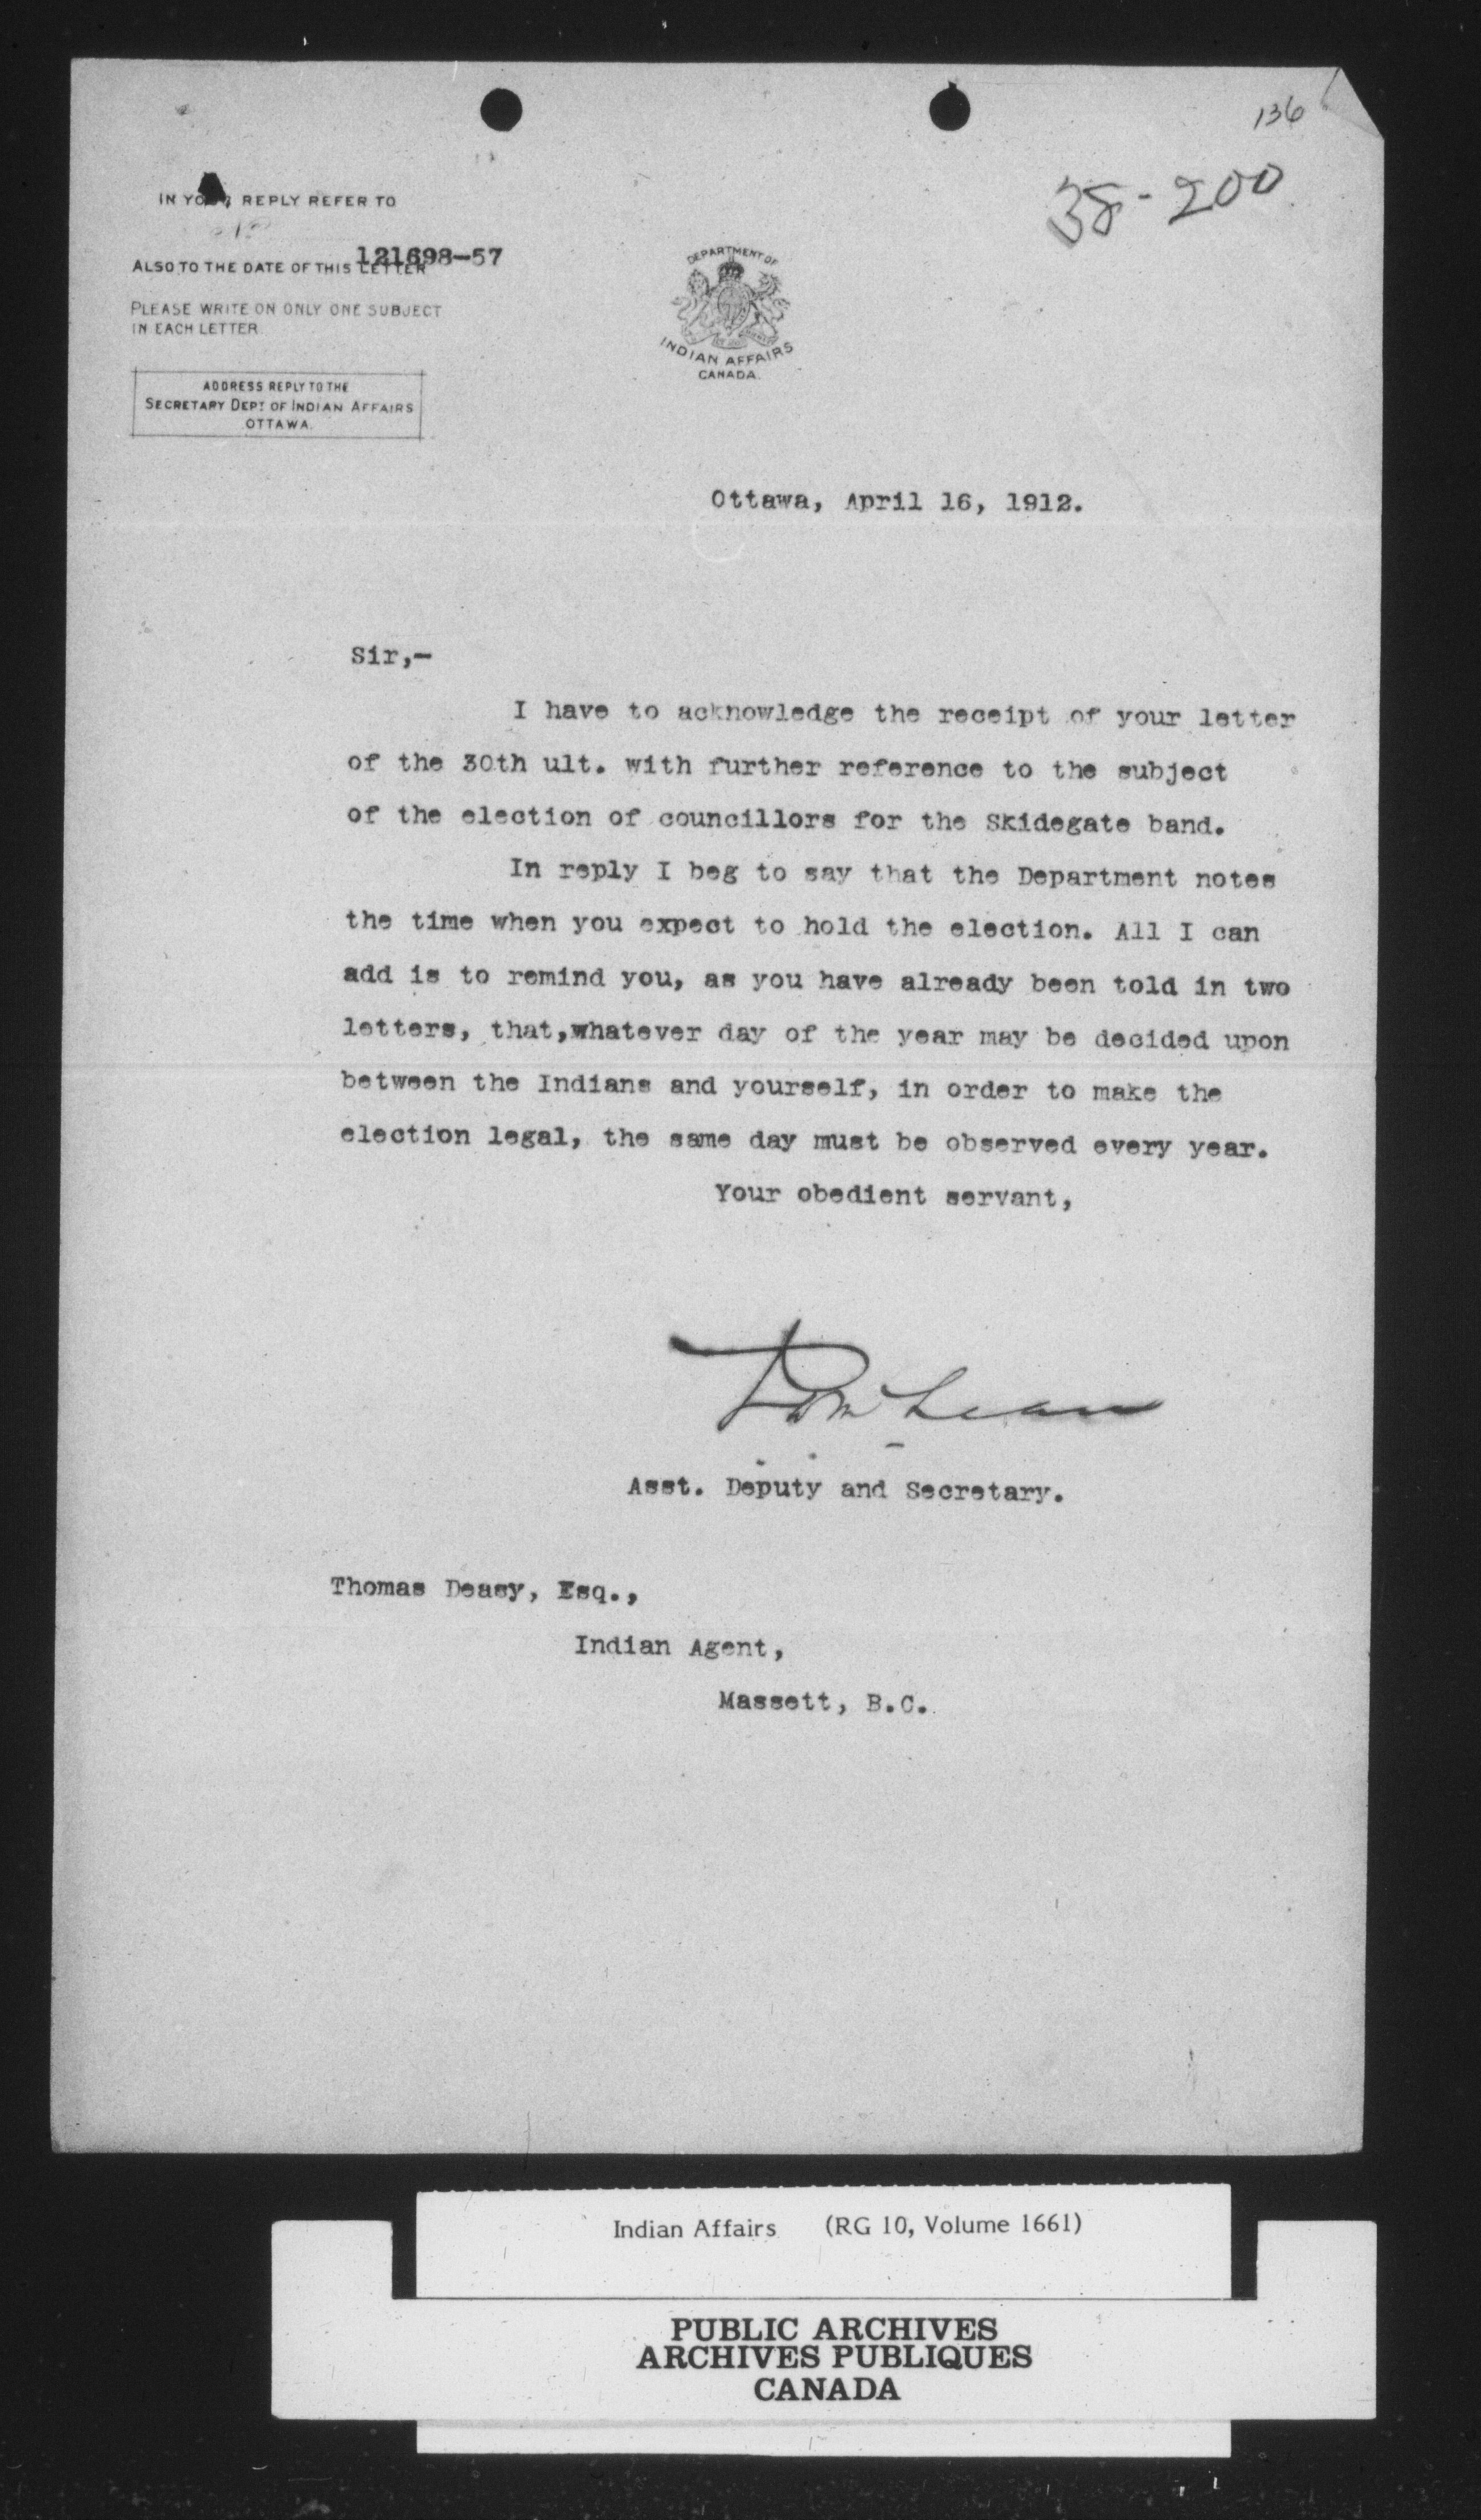 136
38-200
IN YOUR REPLY REFER TO
121698-57
ALSO TO THE DATE OF THIS LETTER
PLEASE WRITE ON ONLY ONE SUBJECT
IN EACH LETTER.
ADDRESS REPLY TO THE
SECRETARY DEPT OF INDIAN AFFAIRS
OTTAWA.
DEPARTMENT OF
INDIAN AFFAIRS
CANADA.
Ottawa, April 16, 1912.
Sir,-
I have to acknowledge the receipt of your letter
of the 30th ult. with further reference to the subject
of the election of councillors for the Skidegate band.
In reply I beg to say that the Department notes
the time when you expect to hold the election. All I can
add is to remind you, as you have already been told in two
letters, that,whatever day of the year may be decided upon
between the Indians and yourself, in order to make the
election legal, the same day must be observed every year.
Your obedient servant,
Asst. Deputy and Secretary.
Thomas Deasy, Esq.,
Indian Agent,
Massett, B.C.
Indian Affairs (RG 10, Volume 1661)
PUBLIC ARCHIVES
ARCHIVES PUBLIQUES
CANADA